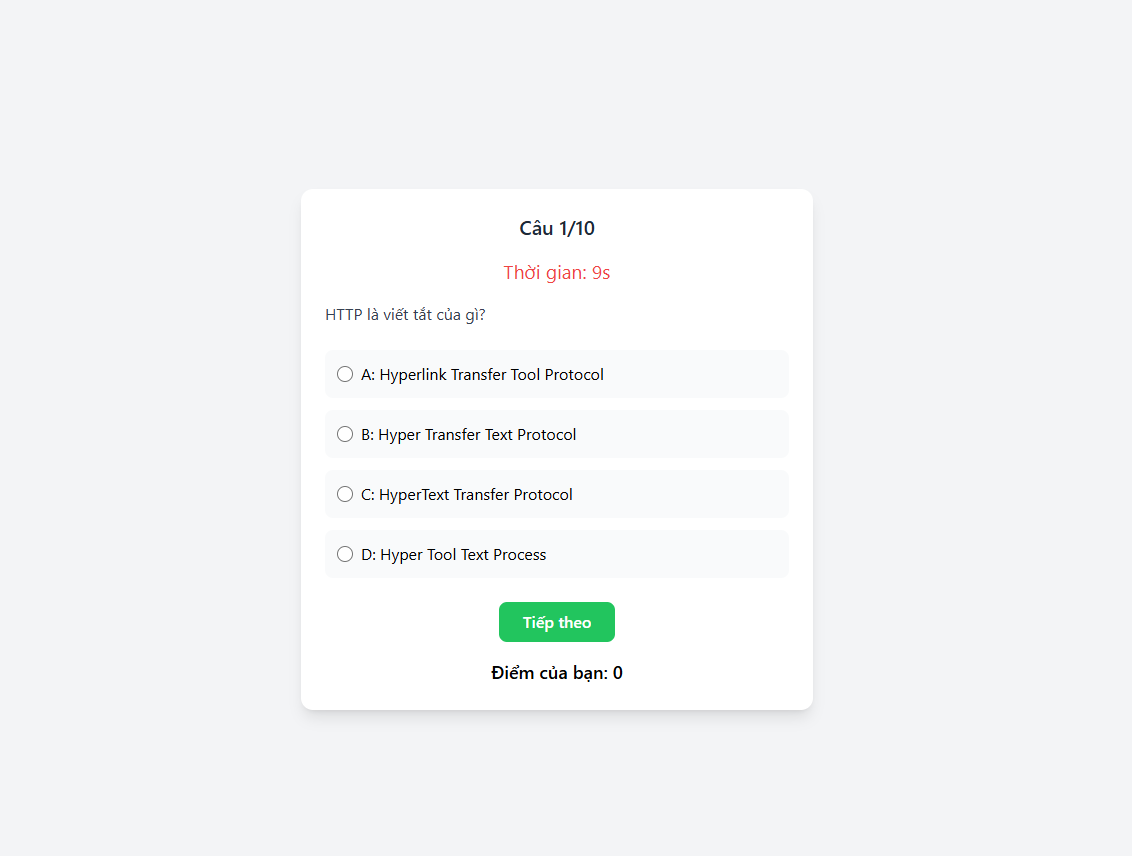 Câu 1/10
Thời gian: 9s
HTTP là viết tắt của gì?
A: Hyperlink Transfer Tool Protocol
B: Hyper Transfer Text Protocol
C: HyperText Transfer Protocol
D: Hyper Tool Text Process
Tiếp theo
Điểm của bạn: 0